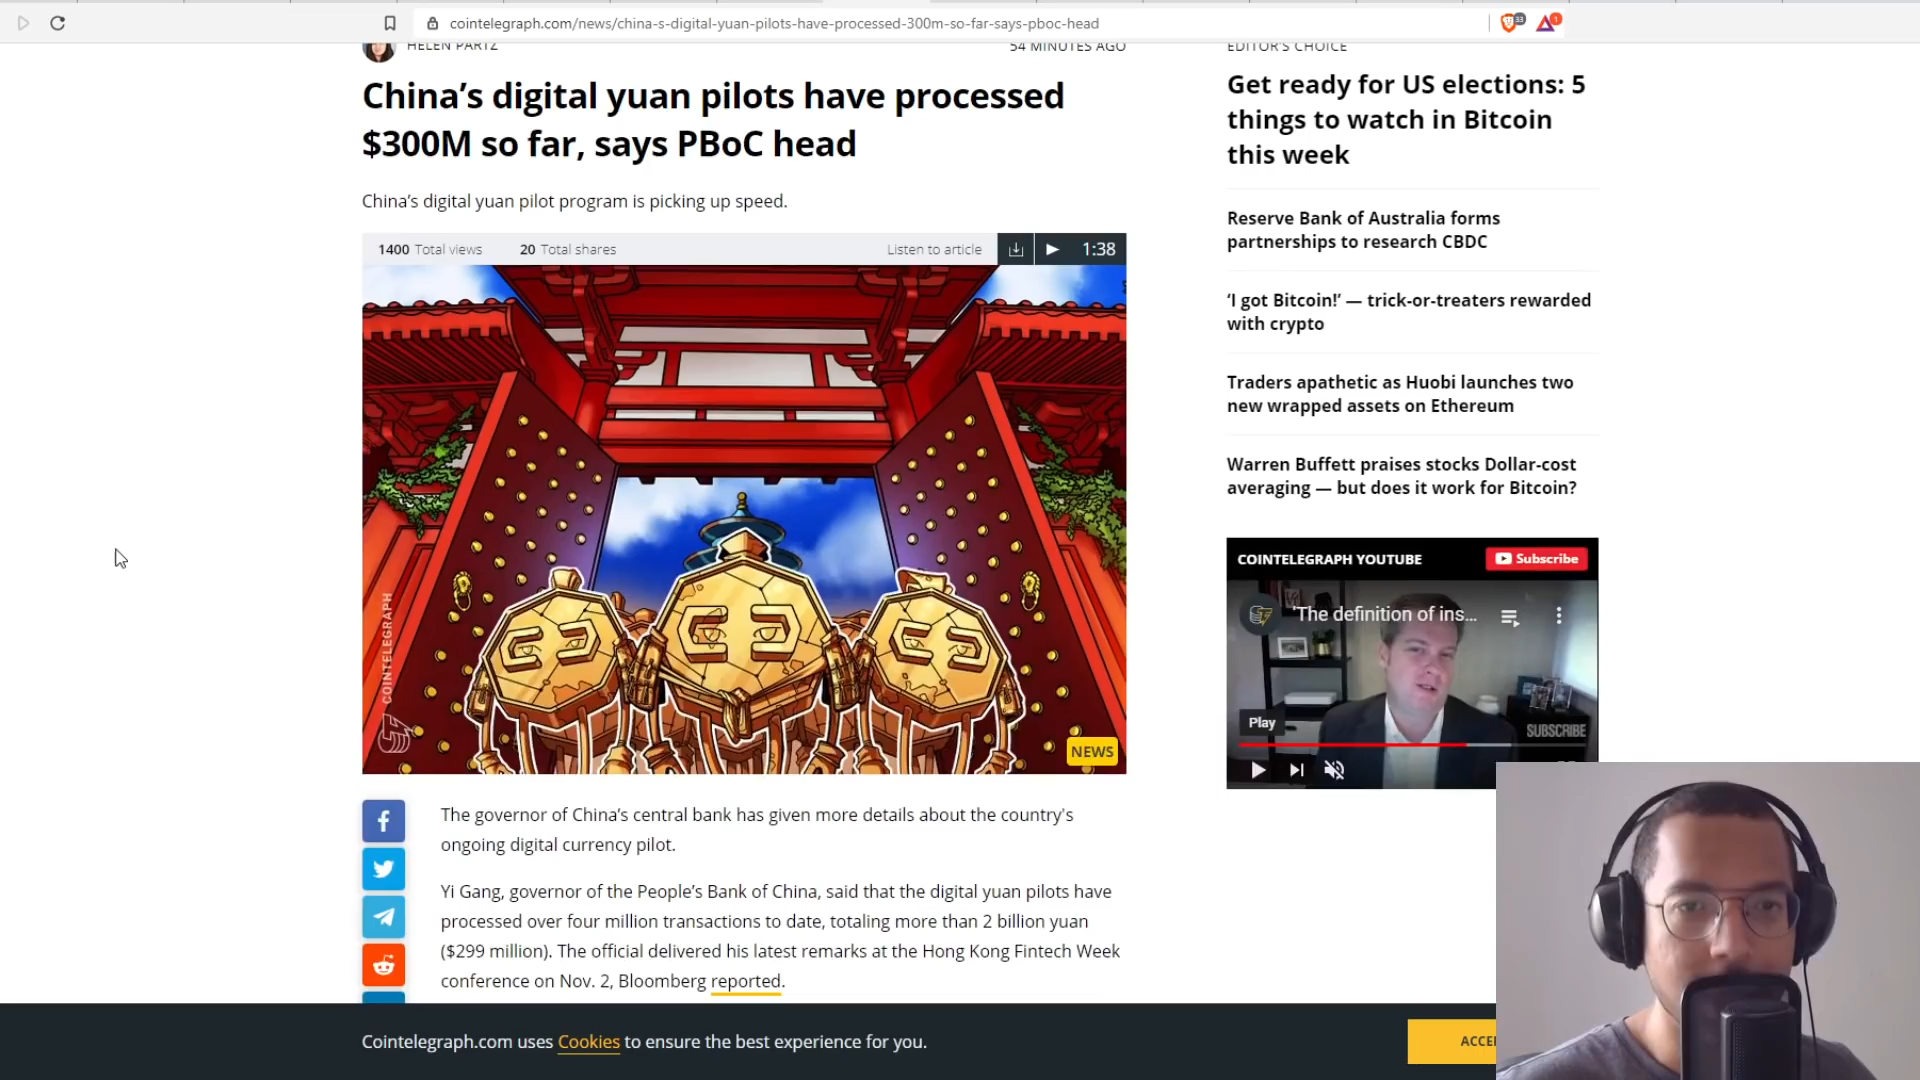 cointelegraph.com/news/china-s-digital-yuan-pilots-have-processed-300m-so-far-says-pboc-head
33
1
HELEN PARTZ
54 MINUTES AGO
China’s digital yuan pilots have processed
$300M so far, says PBoC head
China’s digital yuan pilot program is picking up speed.
1400 Total views
20 Total shares
Listen to article
1:38
COINTELEGRAPH
NEWS
The governor of China’s central bank has given more details about the country's
ongoing digital currency pilot.
Yi Gang, governor of the People’s Bank of China, said that the digital yuan pilots have
processed over four million transactions to date, totaling more than 2 billion yuan
($299 million). The official delivered his latest remarks at the Hong Kong Fintech Week
conference on Nov. 2, Bloomberg reported.
EDITOR’S CHOICE
Get ready for US elections: 5
things to watch in Bitcoin
this week
Reserve Bank of Australia forms
partnerships to research CBDC
‘I got Bitcoin!’ — trick-or-treaters rewarded
with crypto
Traders apathetic as Huobi launches two
new wrapped assets on Ethereum
Warren Buffett praises stocks Dollar-cost
averaging — but does it work for Bitcoin?
COINTELEGRAPH YOUTUBE
Subscribe
'The definition of ins...
Play
SUBSCRIBE
Cointelegraph.com uses Cookies to ensure the best experience for you.